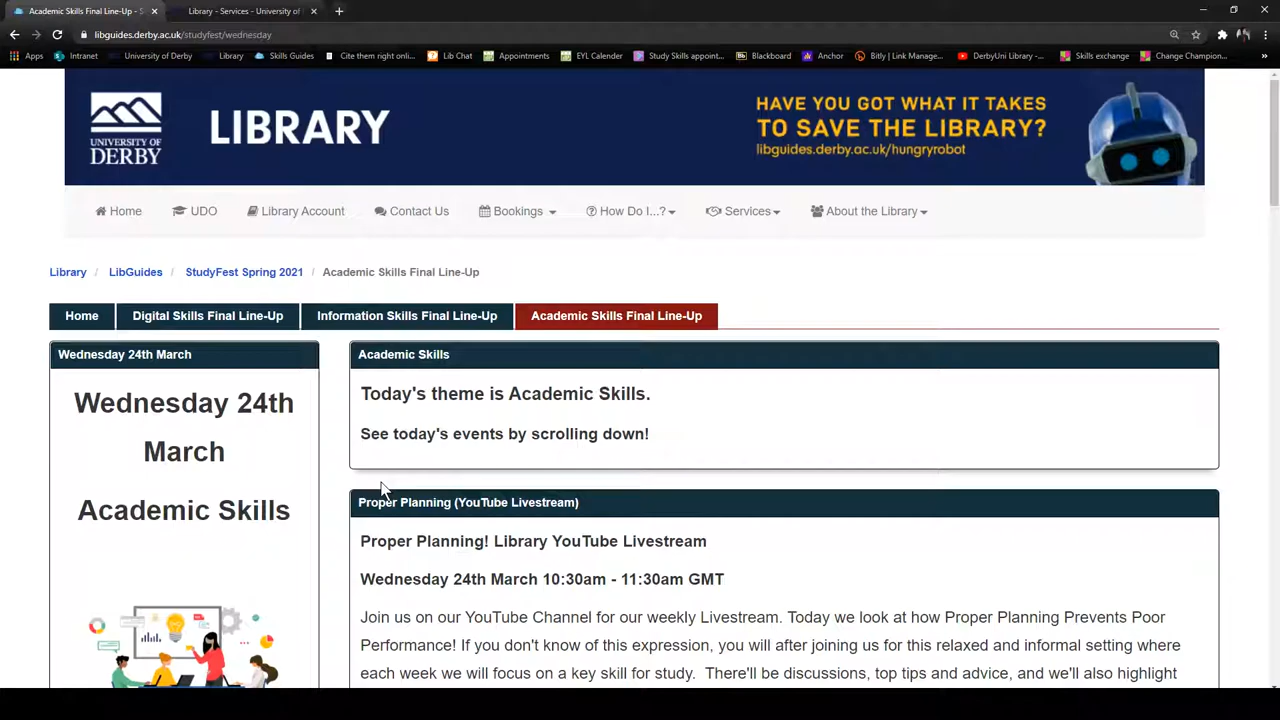 Academic Skills Final Line-Up - S
Library - Services - University of
libguides.derby.ac.uk/studyfest/wednesday
Apps
Intranet
University of Derby
Library
Skills Guides
Cite them right onlin...
Lib Chat
Appointments
EYL Calender
Study Skills appoint...
Blackboard
Anchor
Bitly | Link Manage...
DerbyUni Library -...
Skills exchange
Change Champion...
»
UNIVERSITY OF
DERBY
LIBRARY
HAVE YOU GOT WHAT IT TAKES
TO SAVE THE LIBRARY?
libguides.derby.ac.uk/hungryrobot
Home
UDO
Library Account
Contact Us
Bookings
How Do I...?
Services
About the Library
Library / LibGuides / StudyFest Spring 2021 / Academic Skills Final Line-Up
Home
Digital Skills Final Line-Up
Information Skills Final Line-Up
Academic Skills Final Line-Up
Wednesday 24th March
Wednesday 24th
March
Academic Skills
Academic Skills
Today's theme is Academic Skills.
See today's events by scrolling down!
Proper Planning (YouTube Livestream)
Proper Planning! Library YouTube Livestream
Wednesday 24th March 10:30am - 11:30am GMT
Join us on our YouTube Channel for our weekly Livestream. Today we look at how Proper Planning Prevents Poor
Performance! If you don't know of this expression, you will after joining us for this relaxed and informal setting where
each week we will focus on a key skill for study. There'll be discussions, top tips and advice, and we'll also highlight